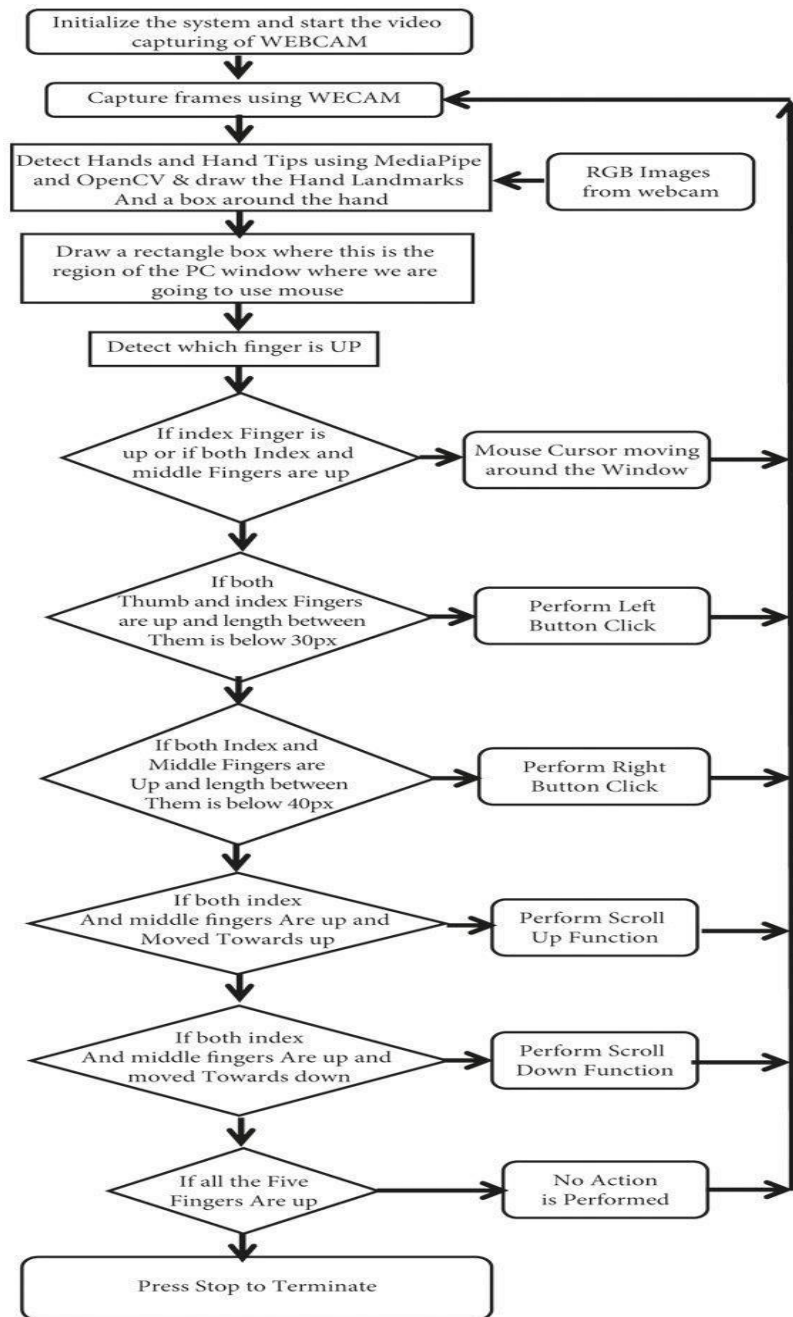 Initialize the system and start the video
capturing of WEBCAM
Capture frames using WECAM
Detect Hands and Hand Tips using MediaPipe
and OpenCV & draw the Hand Landmarks
And a box around the hand
RGB Images
from webcam
Draw a rectangle box where this is the
region of the PC window where we are
going to use mouse
Detect which finger is UP
If index Finger is
up or if both Index and
middle Fingers are up
Mouse Cursor moving
around the Window
If both
Thumb and index Fingers
are up and length between
Them is below 30px
Perform Left
Button Click
If both Index and
Middle Fingers are
Up and length between
Them is below 40px
Perform Right
Button Click
If both index
And middle fingers Are up and
Moved Towards up
Perform Scroll
Up Function
If both index
And middle fingers Are up and
moved Towards down
Perform Scroll
Down Function
If all the Five
Fingers Are up
No Action
is Performed
Press Stop to Terminate